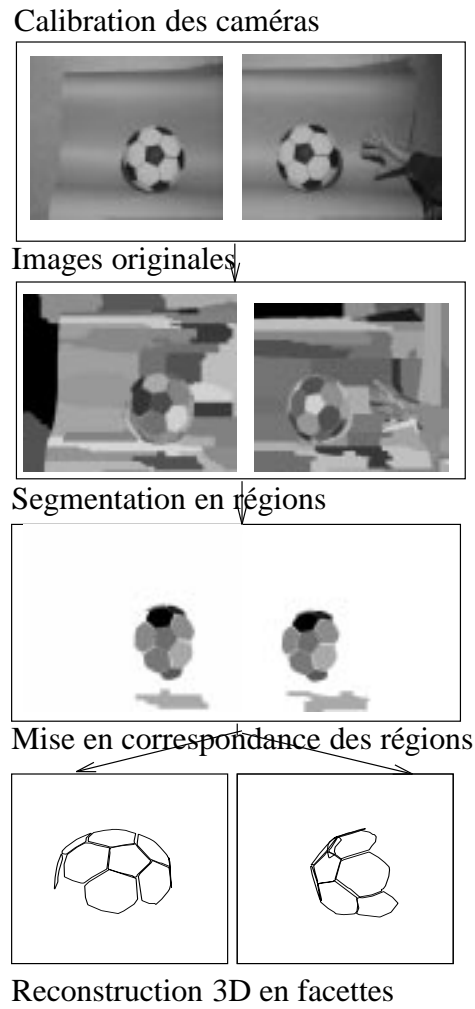 Calibration des caméras
Images originales
Segmentation en régions
Mise en correspondance des régions
Reconstruction 3D en facettes